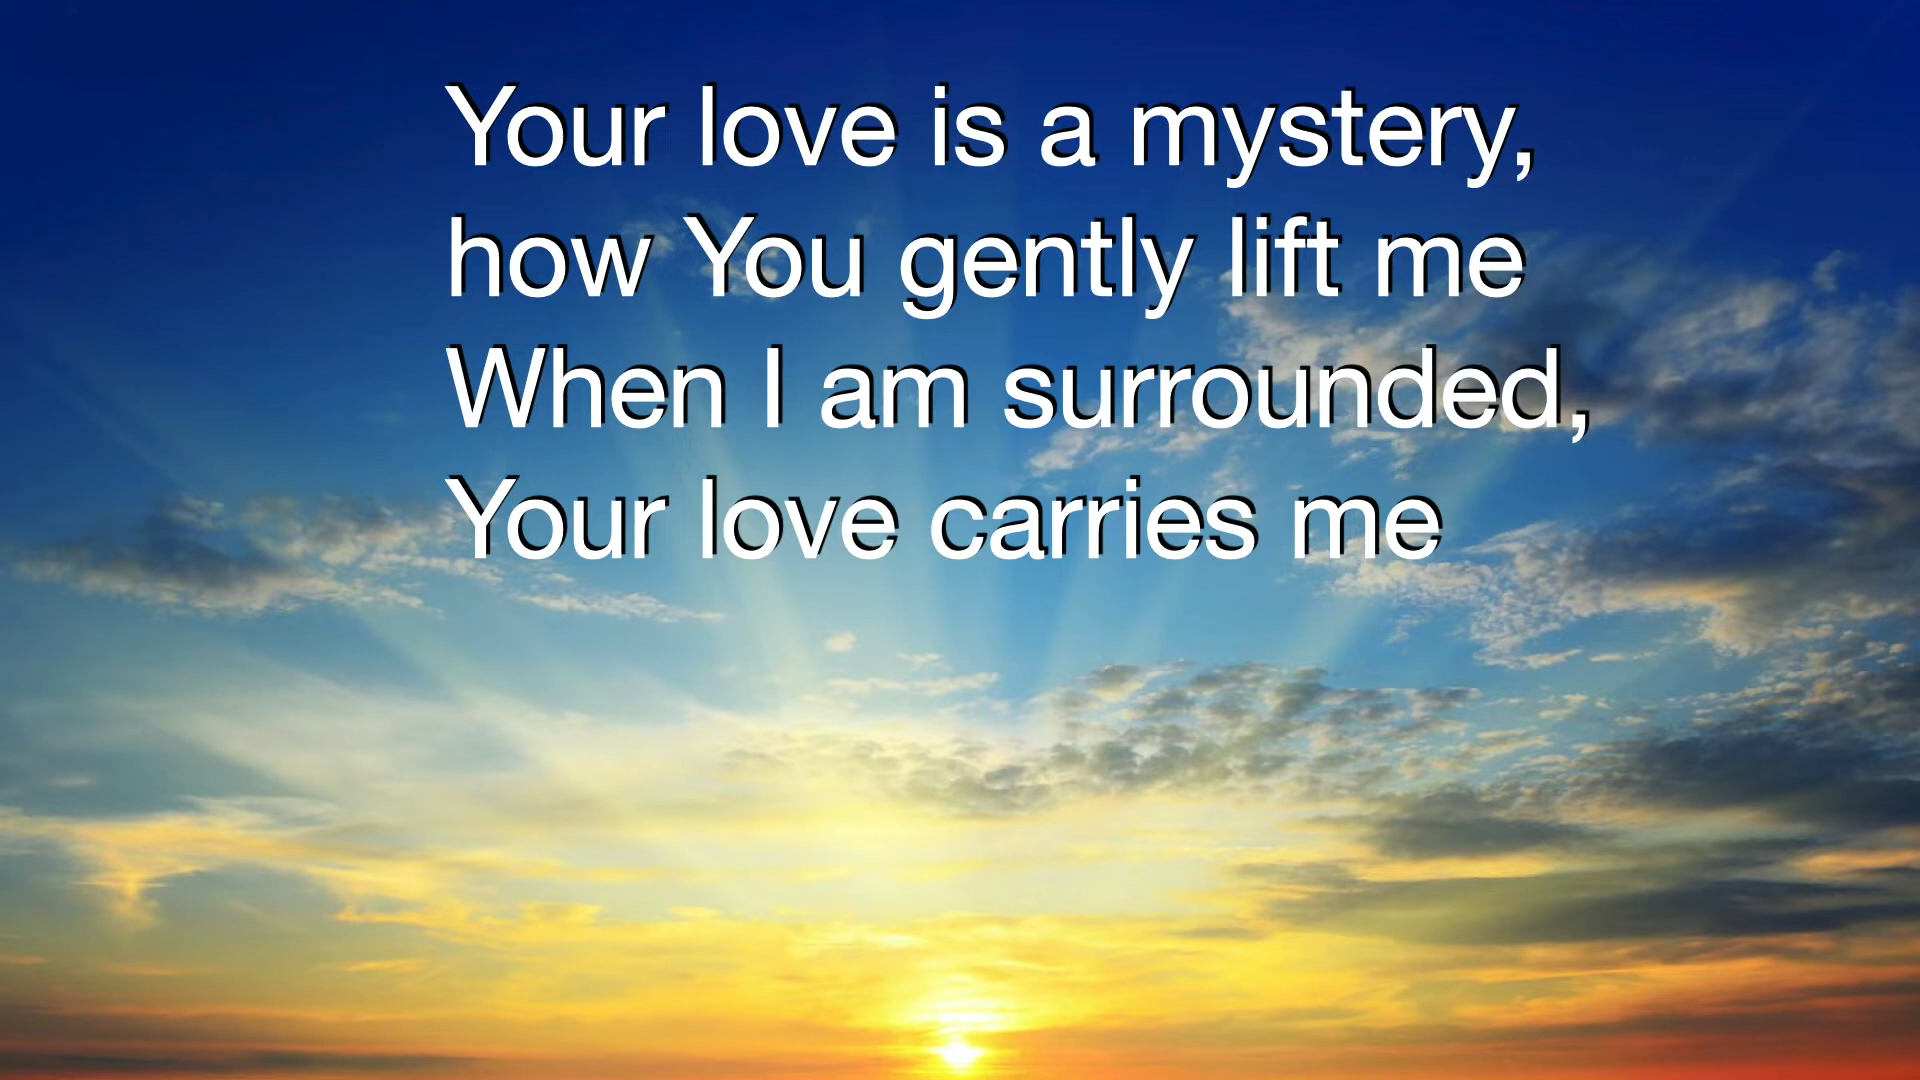 Your love is a mystery,
how You gently lift me
When I am surrounded,
Your love carries me